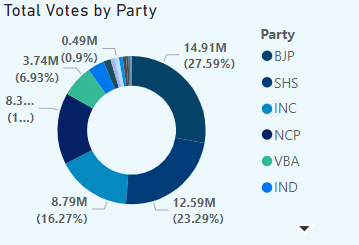 Total Votes by Party
0.49M
(0.9%)
3.74M
(6.93%)
8.3...
(1...)
8.79M
(16.27%)
12.59M
(23.29%)
14.91M
(27.59%)
Party
BJP
SHS
INC
NCP
VBA
IND